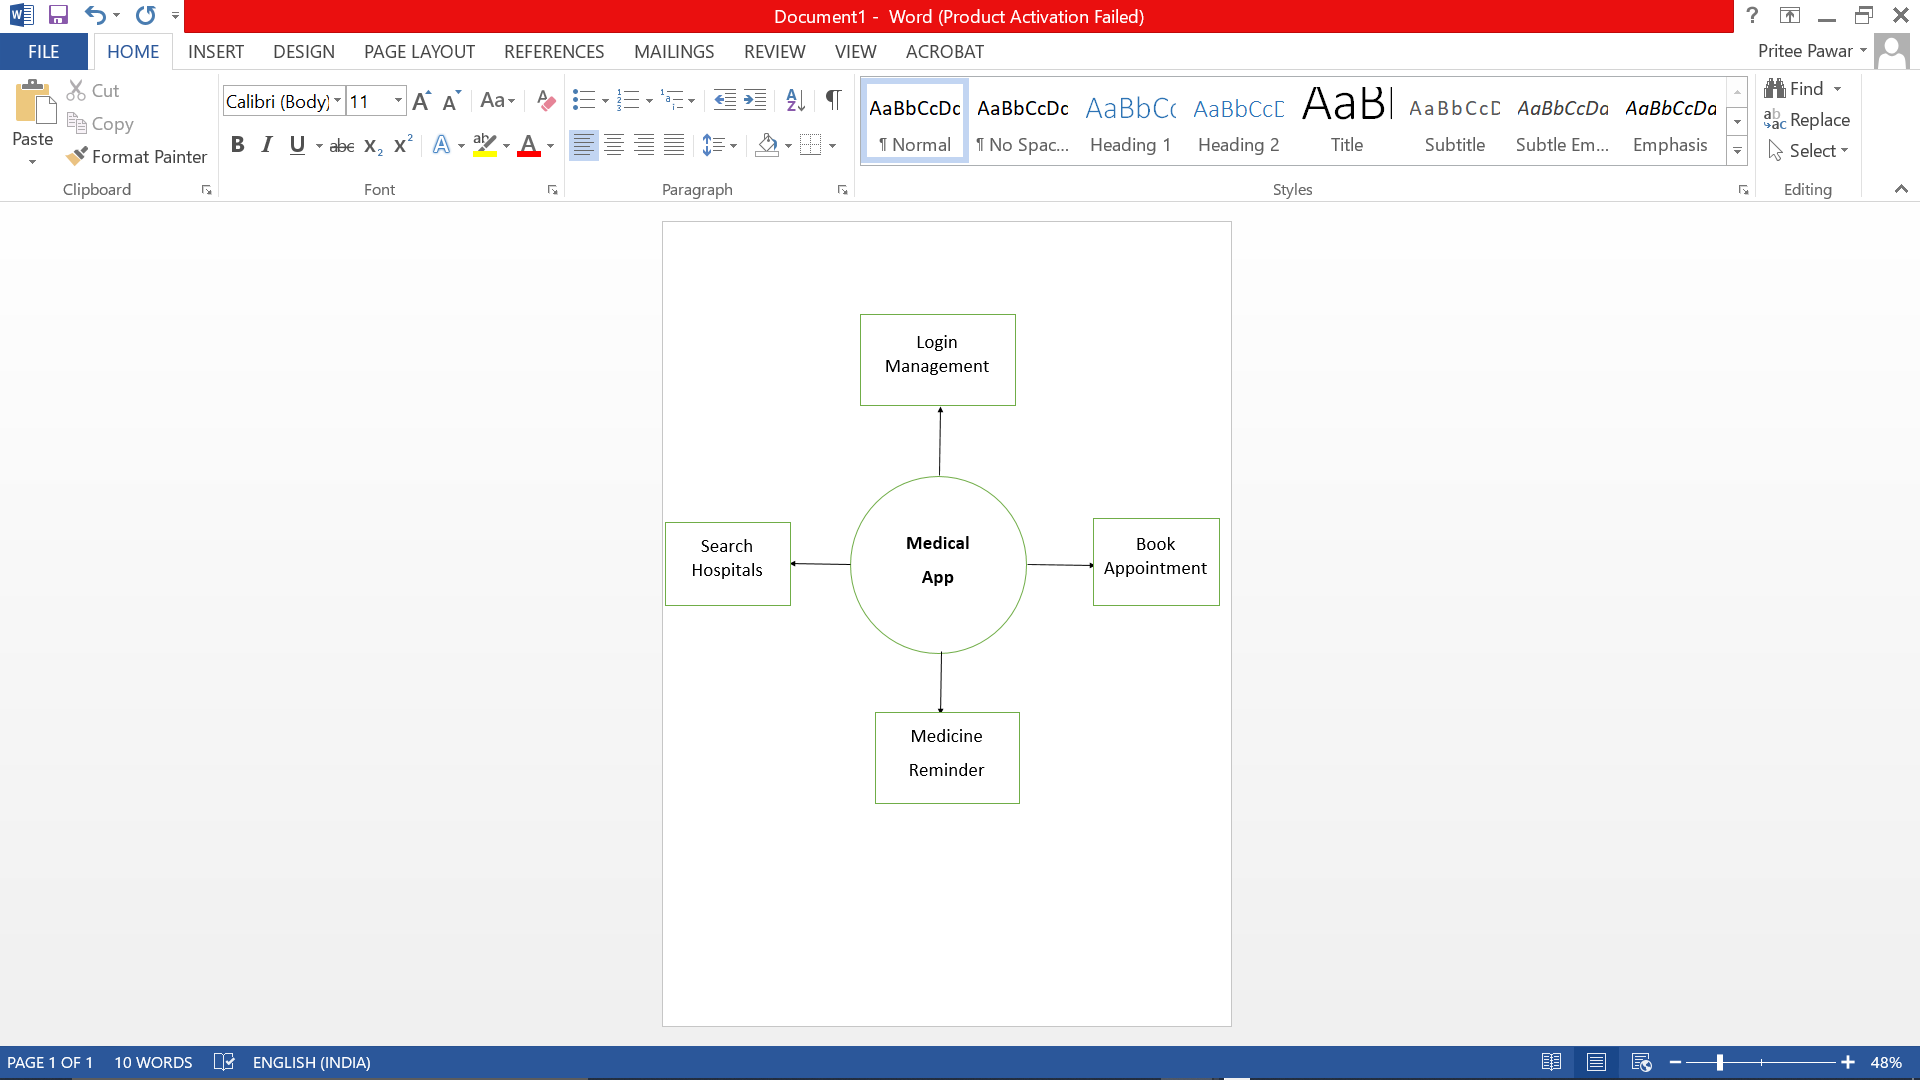 Document1 - Word (Product Activation Failed)
FILE HOME INSERT DESIGN PAGE LAYOUT REFERENCES MAILINGS REVIEW VIEW ACROBAT
Pritee Pawar
Paste
Cut
Copy
Format Painter
Clipboard
Calibri (Body) 11
Font
Paragraph
AaBbCcDc AaBbCcDc AaBbCc AaBbCcD AaBl AaBbCcD AaBbCcDa AaBbCcDa
¶ Normal ¶ No Spac... Heading 1 Heading 2 Title Subtitle Subtle Em... Emphasis
Styles
Find
Replace
Select
Editing
Login
Management
Search
Hospitals
Medical
App
Book
Appointment
Medicine
Reminder
PAGE 1 OF 1 10 WORDS ENGLISH (INDIA)
48%